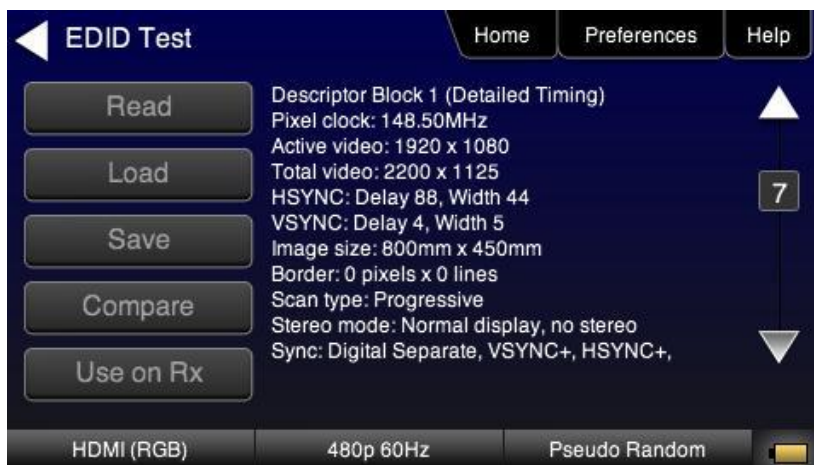 EDID Test
Home
Preferences
Help
Read
Load
Save
Compare
Use on Rx
Descriptor Block 1 (Detailed Timing)
Pixel clock: 148.50MHz
Active video: 1920 x 1080
Total video: 2200 x 1125
HSYNC: Delay 88, Width 44
VSYNC: Delay 4, Width 5
Image size: 800mm x 450mm
Border: 0 pixels x 0 lines
Scan type: Progressive
Stereo mode: Normal display, no stereo
Sync: Digital Separate, VSYNC+, HSYNC+,
7
HDMI (RGB)
480p 60Hz
Pseudo Random